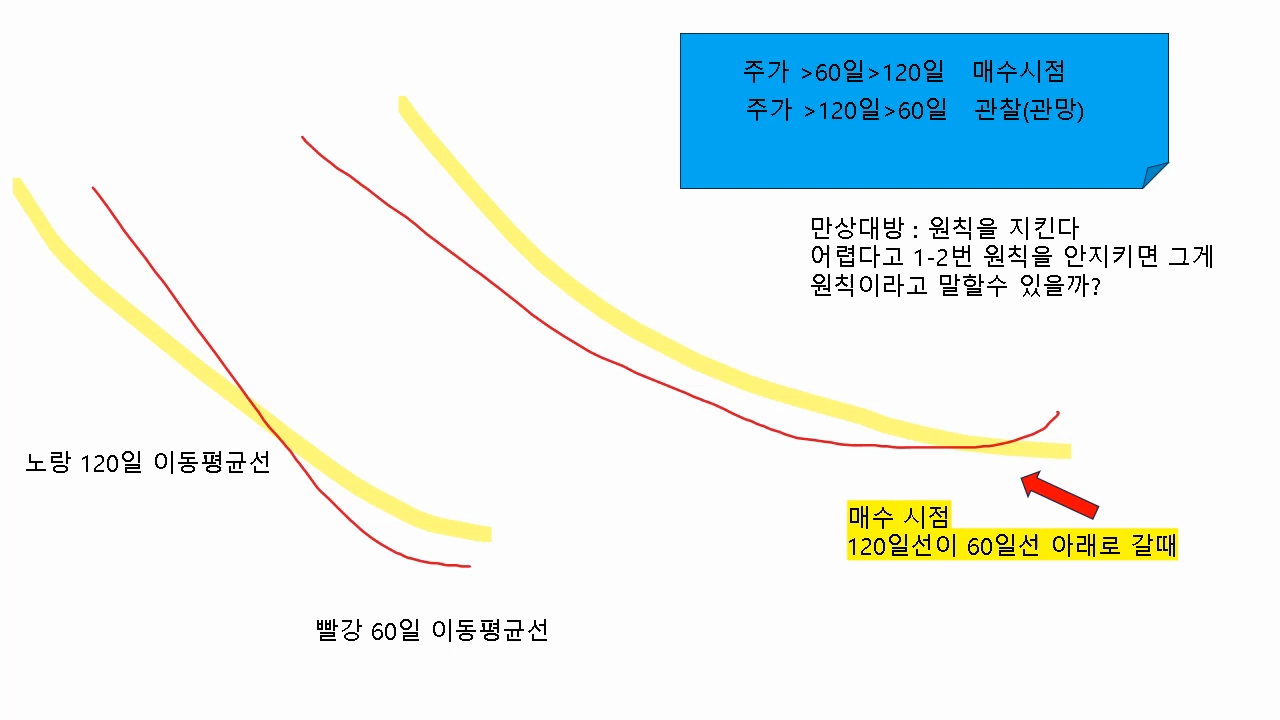 주가 >60일>120일 매수시점
주가 >120일>60일 관찰(관망)
만상대방 : 원칙을 지킨다
어렵다고 1-2번 원칙을 안지키면 그게
원칙이라고 말할수 있을까?
노랑 120일 이동평균선
매수 시점
120일선이 60일선 아래로 갈때
빨강 60일 이동평균선